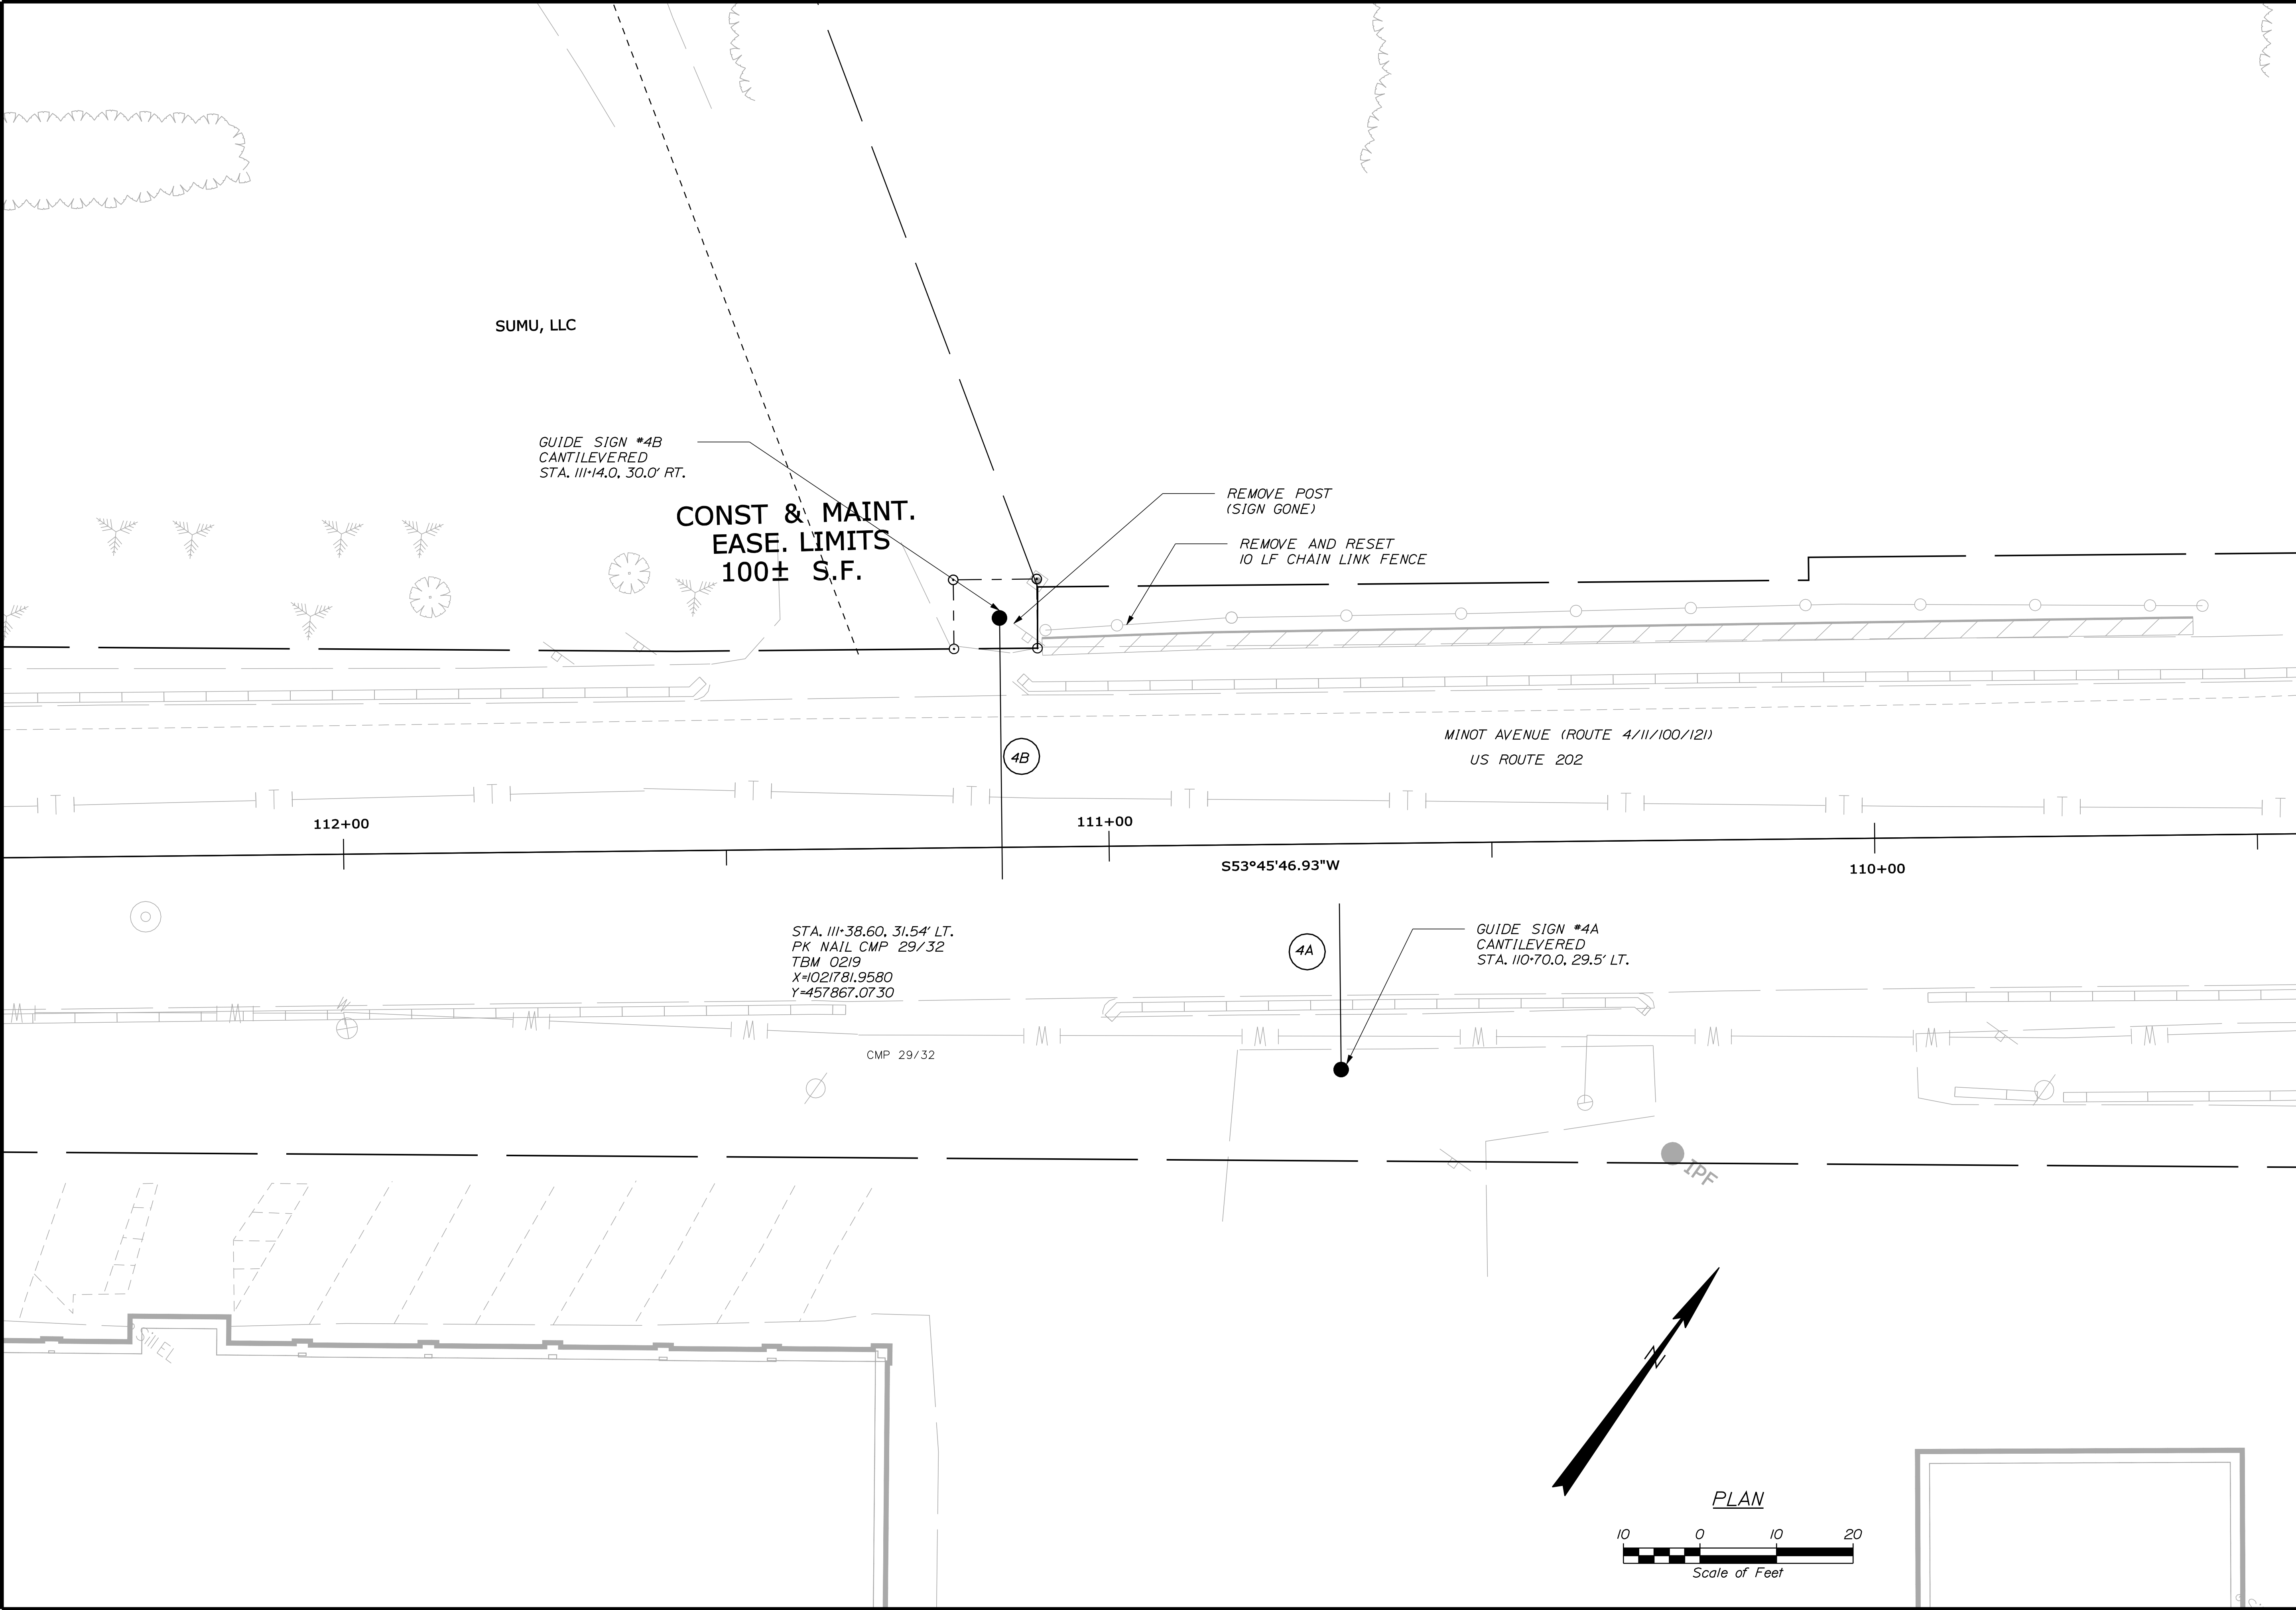 SUMU, LLC
GUIDE SIGN #4B
CANTILEVERED
STA. 111+14.0, 30.0' RT.
CONST & MAINT.
EASE. LIMITS
100± S.F.
REMOVE POST
(SIGN GONE)
REMOVE AND RESET
10 LF CHAIN LINK FENCE
MINOT AVENUE (ROUTE 4/11/100/121)
US ROUTE 202
4B
112+00
111+00
110+00
S53°45'46.93"W
STA. 111+38.60, 31.54' LT.
PK NAIL CMP 29/32
TBM 0219
X=1021781.9580
Y=457867.0730
4A
GUIDE SIGN #4A
CANTILEVERED
STA. 110+70.0, 29.5' LT.
CMP 29/32
IPF
Sill EL
N
PLAN
10 0 10 20
Scale of Feet